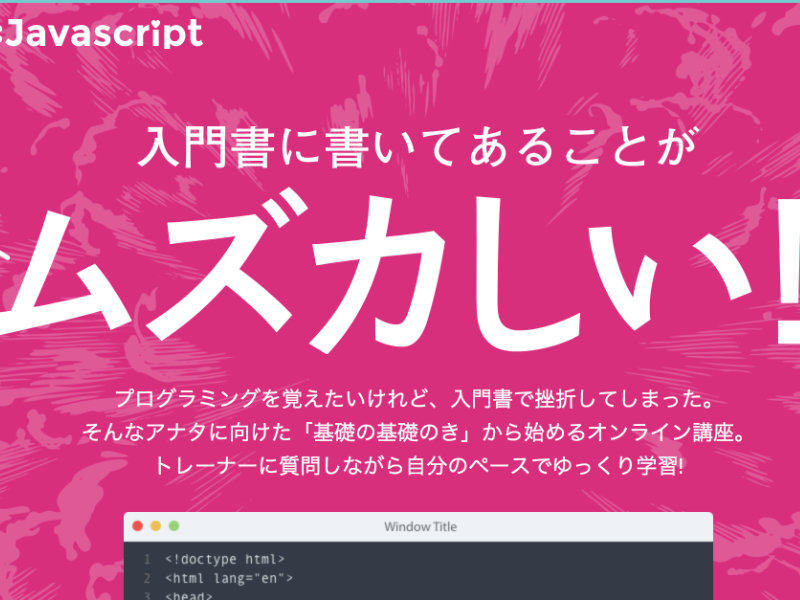 :Javascript
入門書に書いてあることが
ムズカしい!
プログラミングを覚えたいけれど、入門書で挫折してしまった。
そんなアナタに向けた「基礎の基礎のき」から始めるオンライン講座。
トレーナーに質問しながら自分のペースでゆっくり学習!
Window Title
1 <!doctype html>
2 <html lang="en">
3 <head>